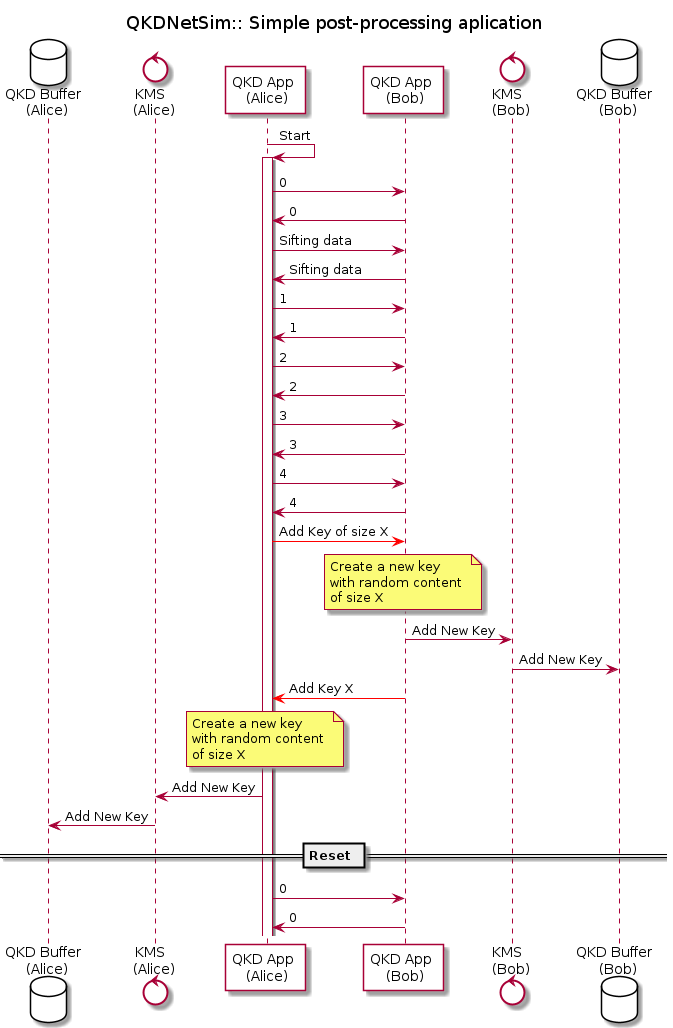 QKDNetSim:: Simple post-processing aplication
QKD Buffer
(Alice)
KMS
(Alice)
QKD App
(Alice)
QKD App
(Bob)
KMS
(Bob)
QKD Buffer
(Bob)
Start
0
0
Sifting data
Sifting data
1
1
2
2
3
3
4
4
Add Key of size X
Create a new key
with random content
of size X
Add New Key
Add New Key
Add Key X
Create a new key
with random content
of size X
Add New Key
Add New Key
Reset
0
0
QKD Buffer
(Alice)
KMS
(Alice)
QKD App
(Alice)
QKD App
(Bob)
KMS
(Bob)
QKD Buffer
(Bob)